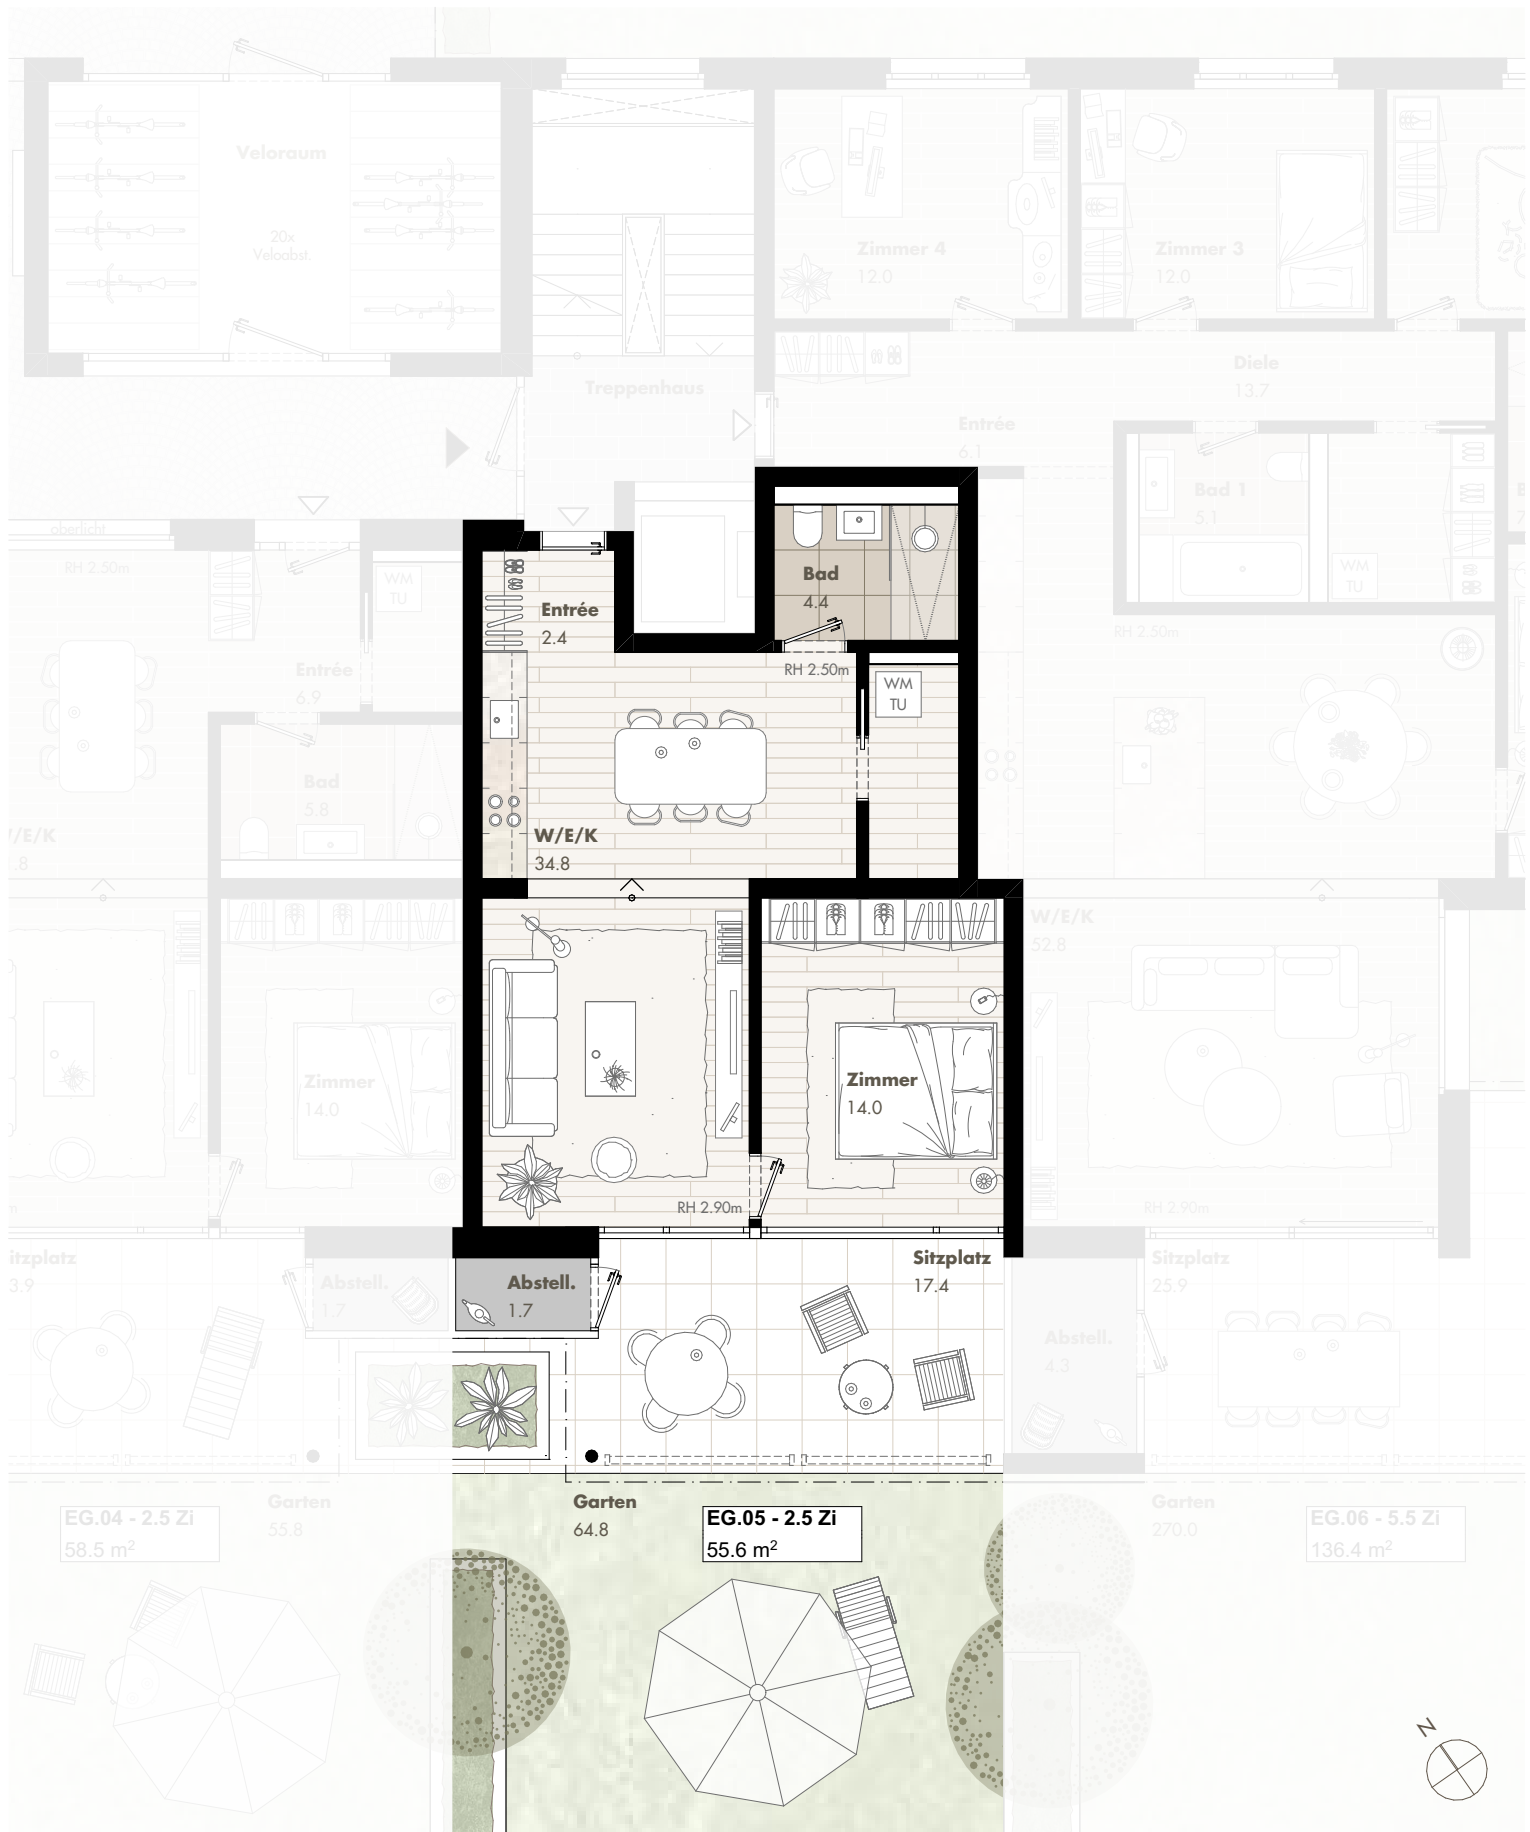 Veloraum
20x
Veloabst.
Zimmer 4
12.0
Zimmer 3
12.0
Treppenhaus
Diele
13.7
Entrée
6.1
Bad 1
5.1
WM
TU
oberlicht
RH 2.50m
WM
TU
Entrée
6.9
Bad
5.8
Entrée
2.4
Bad
4.4
RH 2.50m
WM
TU
RH 2.50m
W/E/K
34.8
W/E/K
52.8
Zimmer
14.0
Zimmer
14.0
RH 2.90m
RH 2.90m
Abstell.
1.7
Abstell.
1.7
Sitzplatz
17.4
Sitzplatz
25.9
Abstell.
4.3
Garten
55.8
EG.04 - 2.5 Zi
58.5 m²
Garten
64.8
EG.05 - 2.5 Zi
55.6 m²
Garten
270.0
EG.06 - 5.5 Zi
136.4 m²
N